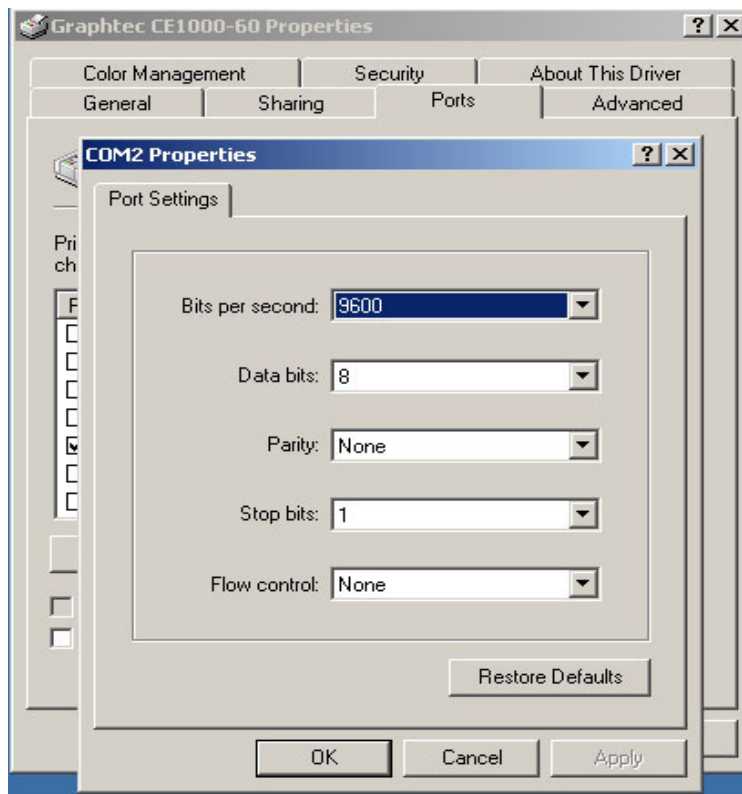 Graphtec CE1000-60 Properties
Color Management Security About This Driver
General Sharing Ports Advanced
COM2 Properties
Port Settings
Pri
ch
Bits per second: 9600
Data bits: 8
Parity: None
Stop bits: 1
Flow control: None
Restore Defaults
OK Cancel Apply